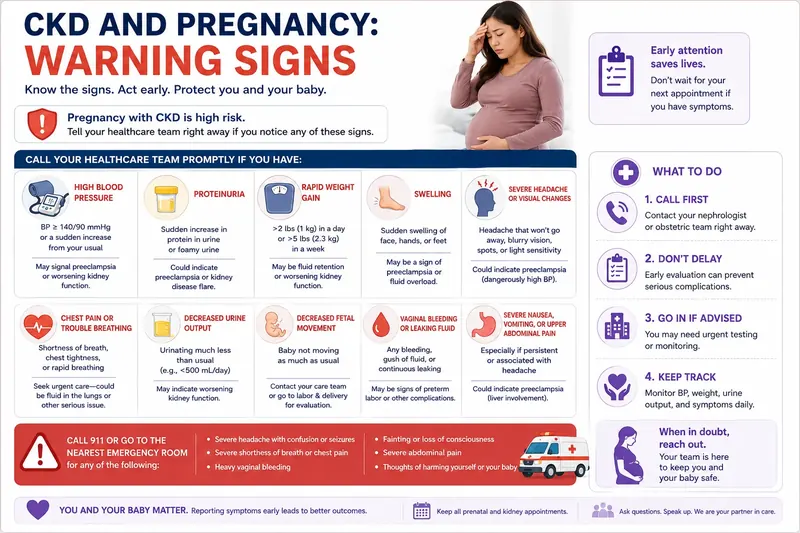 CKD AND PREGNANCY:
WARNING SIGNS
Know the signs. Act early. Protect you and your baby.
Pregnancy with CKD is high risk.
Tell your healthcare team right away if you notice any of these signs.
Early attention
saves lives.
Don't wait for your
next appointment if
you have symptoms.
CALL YOUR HEALTHCARE TEAM PROMPTLY IF YOU HAVE:
HIGH BLOOD
PRESSURE
BP ≥ 140/90 mmHg
or a sudden increase
from your usual
May signal preeclampsia
or worsening kidney
function.
PROTEINURIA
Sudden increase in
protein in urine
or foamy urine
Could indicate
preeclampsia or kidney
disease flare.
RAPID WEIGHT
GAIN
>2 lbs (1 kg) in a day
or >5 lbs (2.3 kg)
in a week
May be fluid retention
or worsening kidney
function.
SWELLING
Sudden swelling of
face, hands, or feet
May be a sign of
preeclampsia or
fluid overload.
SEVERE HEADACHE
OR VISUAL CHANGES
Headache that won't go
away, blurry vision,
spots, or light sensitivity
Could indicate preeclampsia
(dangerously high BP).
CHEST PAIN OR
TROUBLE BREATHING
Shortness of breath,
chest tightness,
or rapid breathing
Seek urgent care—could
be fluid in the lungs or
other serious issue.
DECREASED URINE
OUTPUT
Urinating much less
than usual
(e.g., <500 mL/day)
May indicate worsening
kidney function.
DECREASED FETAL
MOVEMENT
Baby not moving
as much as usual
Contact your care team
or go to labor & delivery
for evaluation.
VAGINAL BLEEDING
OR LEAKING FLUID
Any bleeding,
gush of fluid, or
continuous leaking
May be signs of preterm
labor or other complications.
SEVERE NAUSEA,
VOMITING, OR UPPER
ABDOMINAL PAIN
Especially if persistent
or associated with
headache
Could indicate preeclampsia
(liver involvement).
WHAT TO DO
1. CALL FIRST
Contact your nephrologist
or obstetric team right away.
2. DON'T DELAY
Early evaluation can prevent
serious complications.
3. GO IN IF ADVISED
You may need urgent testing
or monitoring.
4. KEEP TRACK
Monitor BP, weight, urine
output, and symptoms daily.
When in doubt,
reach out.
Your team is here
to keep you and
your baby safe.
CALL 911 OR GO TO THE
NEAREST EMERGENCY ROOM
for any of the following:
• Severe headache with confusion or seizures
• Severe shortness of breath or chest pain
• Heavy vaginal bleeding
• Fainting or loss of consciousness
• Severe abdominal pain
• Thoughts of harming yourself or your baby
YOU AND YOUR BABY MATTER. Reporting symptoms early leads to better outcomes.
Keep all prenatal and kidney appointments.
Ask questions. Speak up. We are your partner in care.